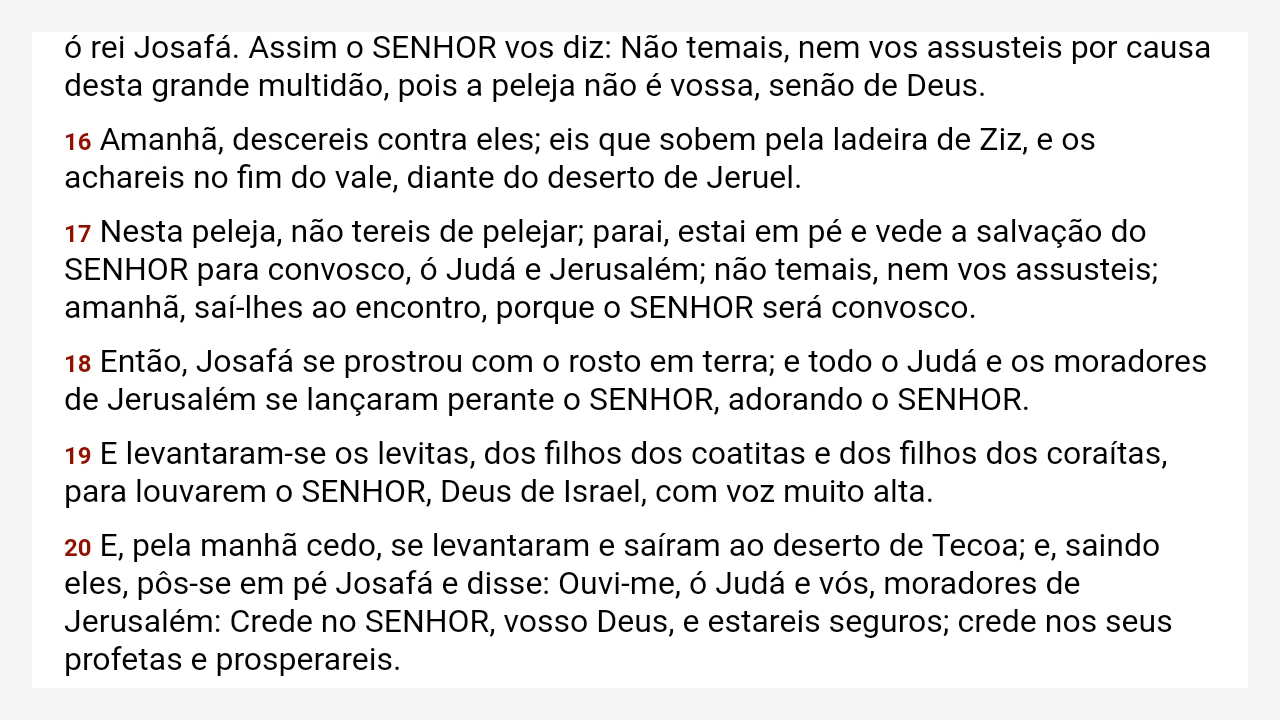 ó rei Josafá. Assim o SENHOR vos diz: Não temais, nem vos assusteis por causa
desta grande multidão, pois a peleja não é vossa, senão de Deus.
16 Amanhã, descereis contra eles; eis que sobem pela ladeira de Ziz, e os
achareis no fim do vale, diante do deserto de Jeruel.
17 Nesta peleja, não tereis de pelejar; parai, estai em pé e vede a salvação do
SENHOR para convosco, ó Judá e Jerusalém; não temais, nem vos assusteis;
amanhã, saí-lhes ao encontro, porque o SENHOR será convosco.
18 Então, Josafá se prostrou com o rosto em terra; e todo o Judá e os moradores
de Jerusalém se lançaram perante o SENHOR, adorando o SENHOR.
19 E levantaram-se os levitas, dos filhos dos coatitas e dos filhos dos coraítas,
para louvarem o SENHOR, Deus de Israel, com voz muito alta.
20 E, pela manhã cedo, se levantaram e saíram ao deserto de Tecoa; e, saindo
eles, pôs-se em pé Josafá e disse: Ouvi-me, ó Judá e vós, moradores de
Jerusalém: Crede no SENHOR, vosso Deus, e estareis seguros; crede nos seus
profetas e prosperareis.